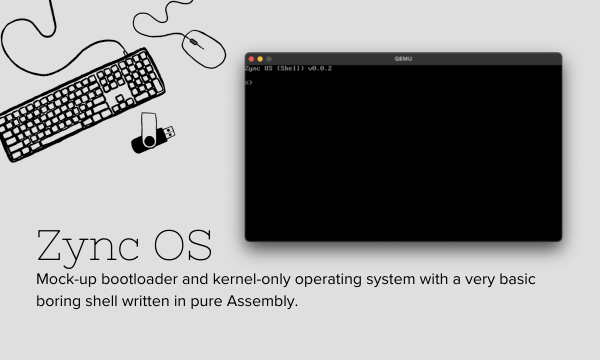 QEMU
Zync OS (Shell) v0.0.2
Zync OS
Mock-up bootloader and kernel-only operating system with a very basic
boring shell written in pure Assembly.